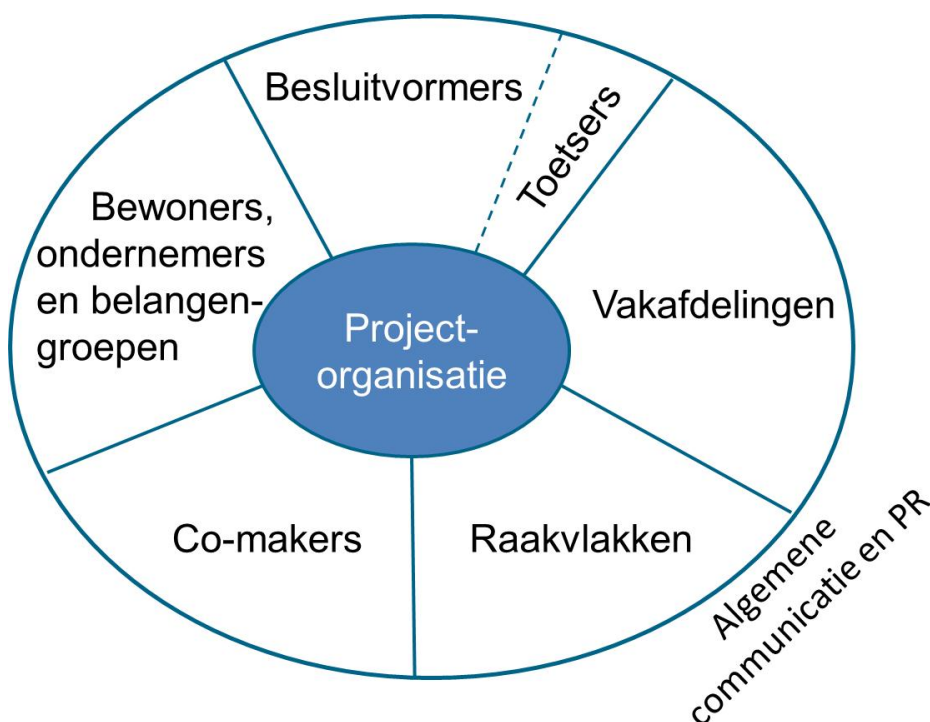 Besluitvormers
Toetsers
Bewoners,
ondernemers
en belangen-
groepen
Vakafdelingen
Project-
organisatie
Co-makers
Raakvlakken
Algemene
communicatie en PR